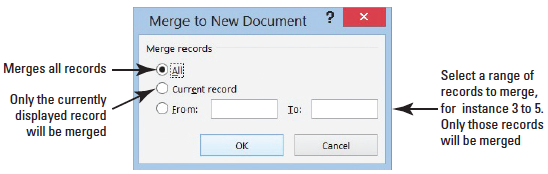 Merge to New Document ? ×
Merge records
Merges all records
All
Current record
Only the currently
displayed record
will be merged
From: To:
Select a range of
records to merge,
for instance 3 to 5.
Only those records
will be merged
OK Cancel